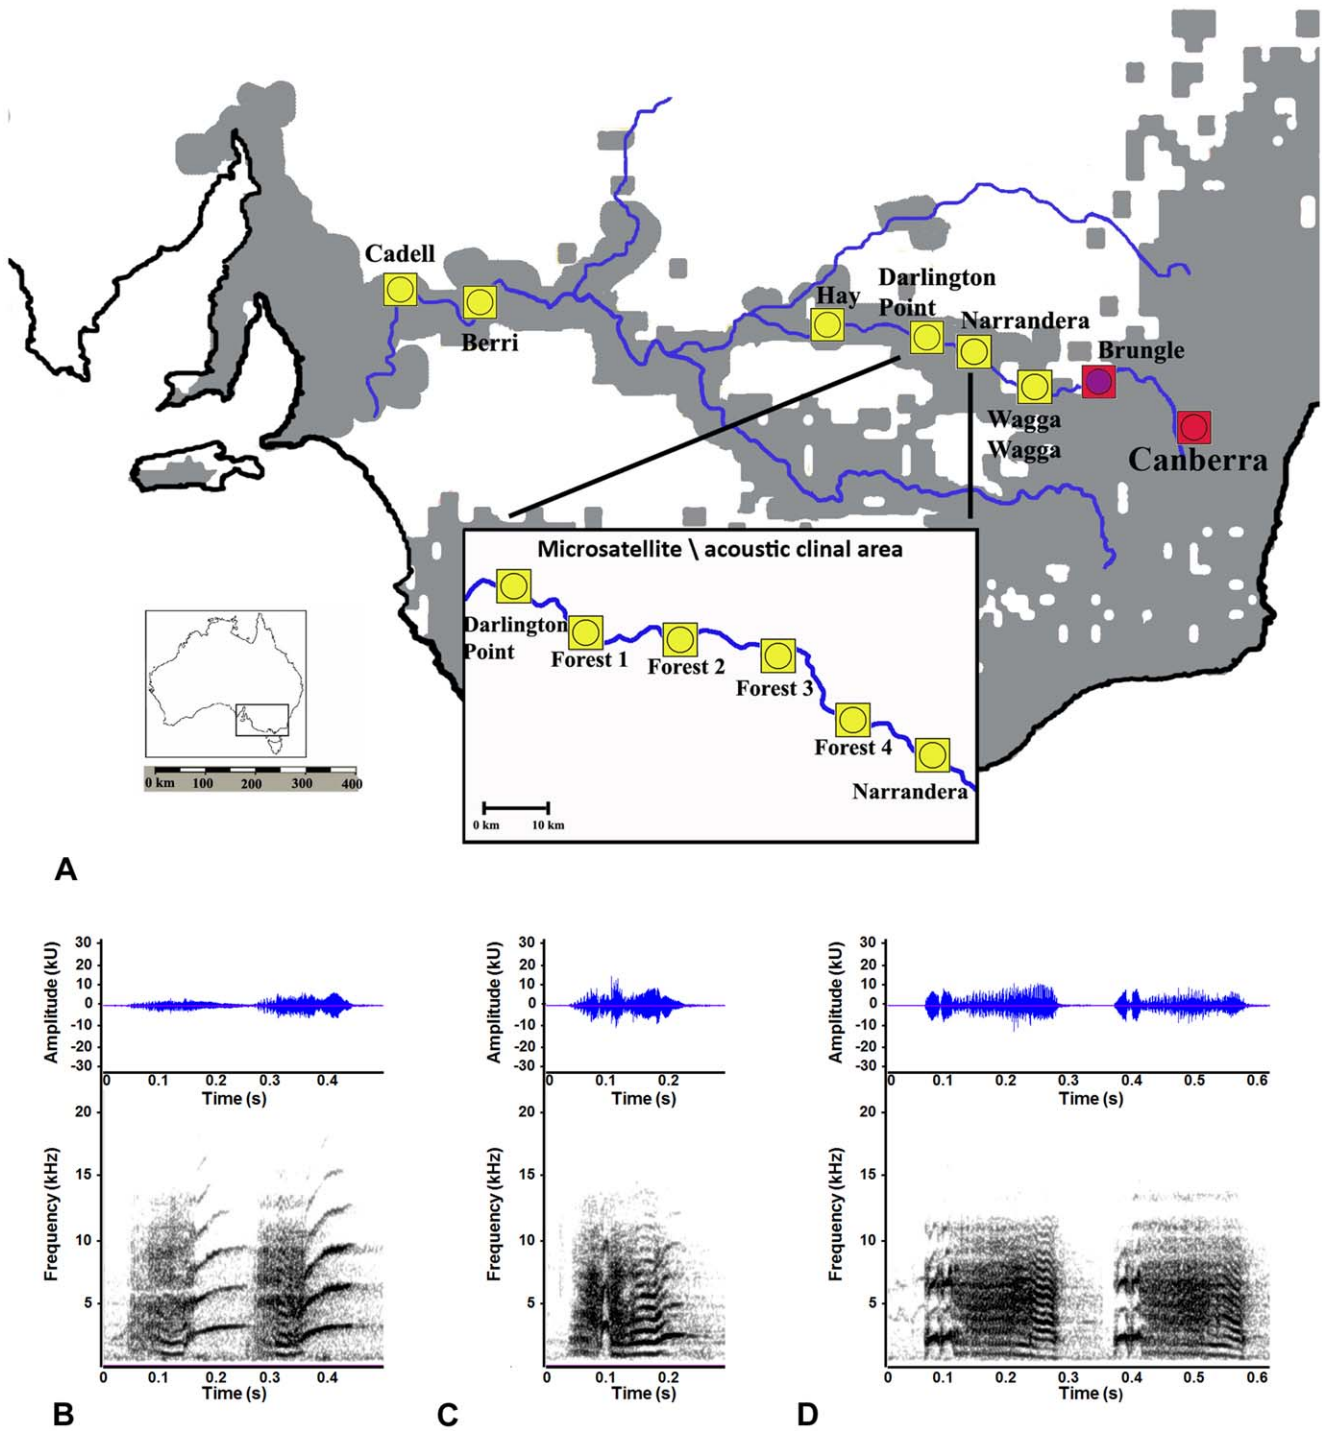 Cadell
Berri
Hay
Darlington
Point
Narrandera
Brungle
Wagga
Wagga
Canberra
Microsatellite \ acoustic clinal area
Darlington
Point
Forest 1
Forest 2
Forest 3
Forest 4
Narrandera
0 km 10 km
0 km 100 200 300 400
A
Amplitude (kU)
30
20
10
0
-10
-20
-30
0 0.1 0.2 0.3 0.4
Time (s)
Frequency (kHz)
20
15
10
5
0 0.1 0.2 0.3 0.4
Time (s)
B
Amplitude (kU)
30
20
10
0
-10
-20
-30
0 0.1 0.2
Time (s)
Frequency (kHz)
20
15
10
5
0 0.1 0.2
Time (s)
C
Amplitude (kU)
30
20
10
0
-10
-20
-30
0 0.1 0.2 0.3 0.4 0.5 0.6
Time (s)
Frequency (kHz)
20
15
10
5
0 0.1 0.2 0.3 0.4 0.5 0.6
Time (s)
D